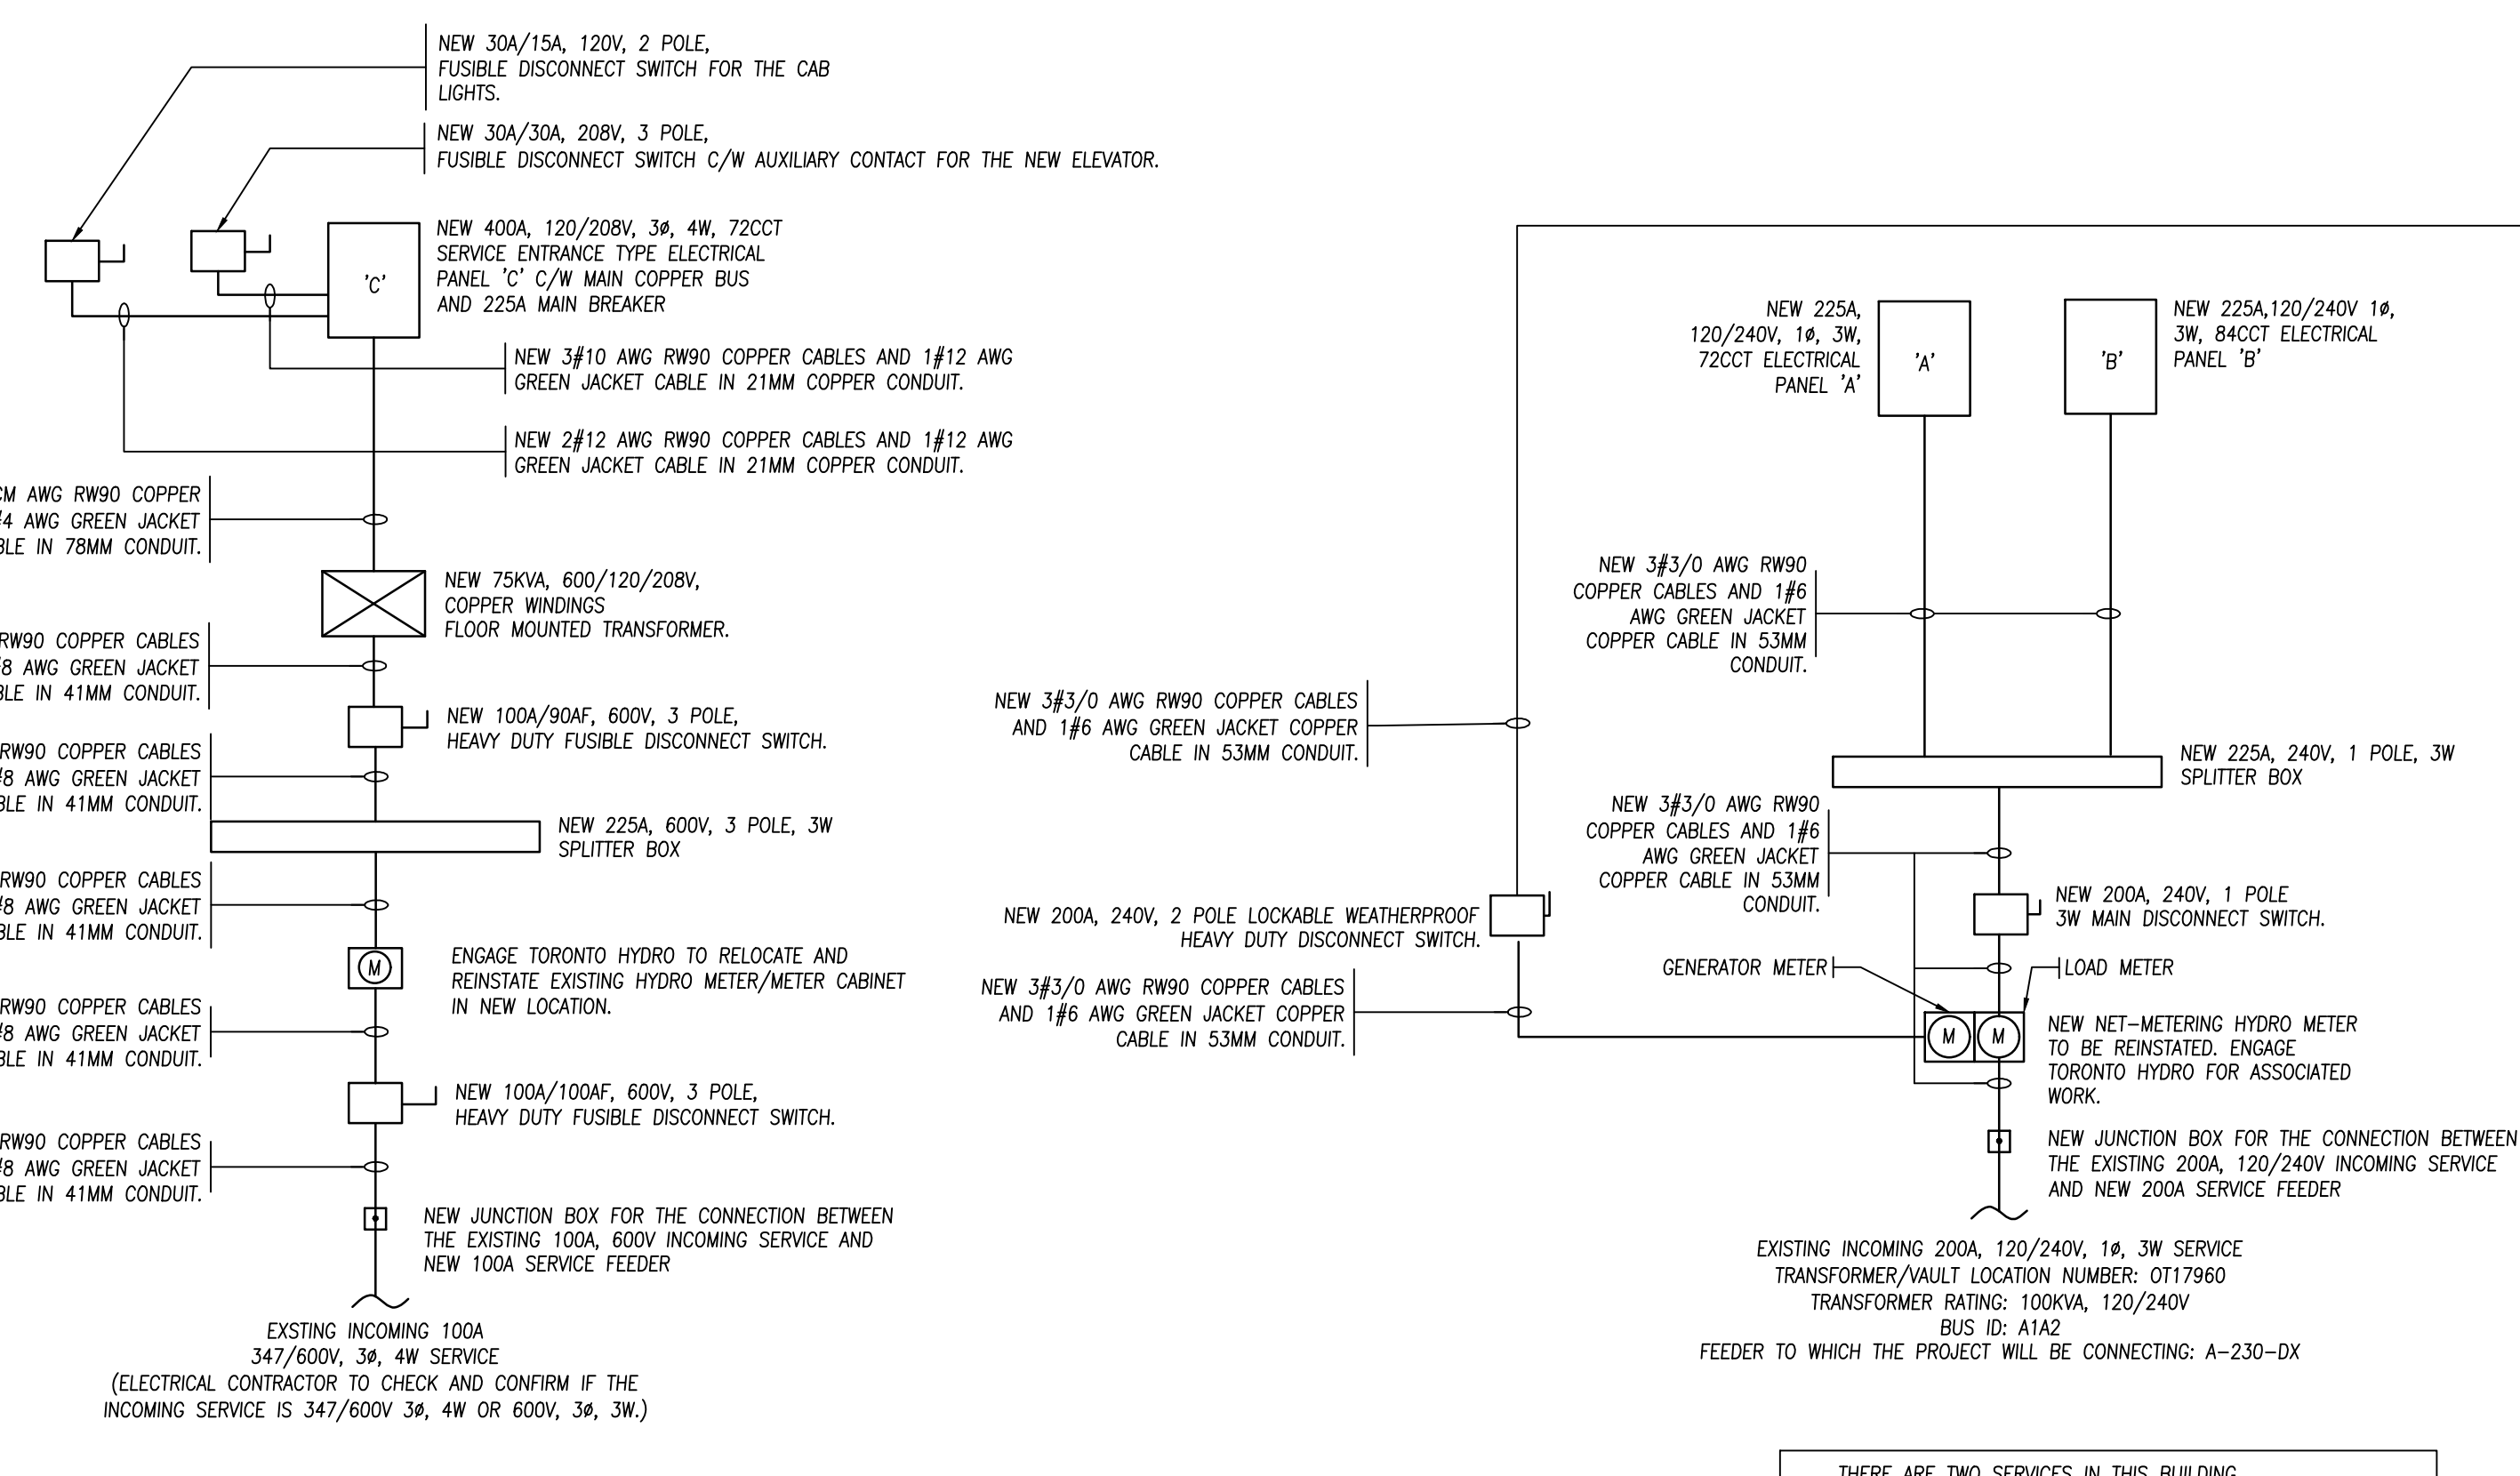 NEW 30A/15A, 120V, 2 POLE,
FUSIBLE DISCONNECT SWITCH FOR THE CAB
LIGHTS.
NEW 30A/30A, 208V, 3 POLE,
FUSIBLE DISCONNECT SWITCH C/W AUXILIARY CONTACT FOR THE NEW ELEVATOR.
'C'
NEW 400A, 120/208V, 3ø, 4W, 72CCT
SERVICE ENTRANCE TYPE ELECTRICAL
PANEL 'C' C/W MAIN COPPER BUS
AND 225A MAIN BREAKER
NEW 3#10 AWG RW90 COPPER CABLES AND 1#12 AWG
GREEN JACKET CABLE IN 21MM COPPER CONDUIT.
NEW 2#12 AWG RW90 COPPER CABLES AND 1#12 AWG
GREEN JACKET CABLE IN 21MM COPPER CONDUIT.
CM AWG RW90 COPPER
#4 AWG GREEN JACKET
BLE IN 78MM CONDUIT.
NEW 75KVA, 600/120/208V,
COPPER WINDINGS
FLOOR MOUNTED TRANSFORMER.
RW90 COPPER CABLES
#8 AWG GREEN JACKET
BLE IN 41MM CONDUIT.
NEW 100A/90AF, 600V, 3 POLE,
HEAVY DUTY FUSIBLE DISCONNECT SWITCH.
RW90 COPPER CABLES
#8 AWG GREEN JACKET
BLE IN 41MM CONDUIT.
NEW 225A, 600V, 3 POLE, 3W
SPLITTER BOX
RW90 COPPER CABLES
#8 AWG GREEN JACKET
BLE IN 41MM CONDUIT.
M
ENGAGE TORONTO HYDRO TO RELOCATE AND
REINSTATE EXISTING HYDRO METER/METER CABINET
IN NEW LOCATION.
RW90 COPPER CABLES
#8 AWG GREEN JACKET
BLE IN 41MM CONDUIT.
NEW 100A/100AF, 600V, 3 POLE,
HEAVY DUTY FUSIBLE DISCONNECT SWITCH.
RW90 COPPER CABLES
#8 AWG GREEN JACKET
BLE IN 41MM CONDUIT.
NEW JUNCTION BOX FOR THE CONNECTION BETWEEN
THE EXISTING 100A, 600V INCOMING SERVICE AND
NEW 100A SERVICE FEEDER
EXSTING INCOMING 100A
347/600V, 3ø, 4W SERVICE
(ELECTRICAL CONTRACTOR TO CHECK AND CONFIRM IF THE
INCOMING SERVICE IS 347/600V 3ø, 4W OR 600V, 3ø, 3W.)
NEW 3#3/0 AWG RW90 COPPER CABLES
AND 1#6 AWG GREEN JACKET COPPER
CABLE IN 53MM CONDUIT.
NEW 200A, 240V, 2 POLE LOCKABLE WEATHERPROOF
HEAVY DUTY DISCONNECT SWITCH.
NEW 3#3/0 AWG RW90 COPPER CABLES
AND 1#6 AWG GREEN JACKET COPPER
CABLE IN 53MM CONDUIT.
NEW 225A,
120/240V, 1ø, 3W,
72CCT ELECTRICAL
PANEL 'A'
'A'
'B'
NEW 225A,120/240V 1ø,
3W, 84CCT ELECTRICAL
PANEL 'B'
NEW 3#3/0 AWG RW90
COPPER CABLES AND 1#6
AWG GREEN JACKET
COPPER CABLE IN 53MM
CONDUIT.
NEW 225A, 240V, 1 POLE, 3W
SPLITTER BOX
NEW 3#3/0 AWG RW90
COPPER CABLES AND 1#6
AWG GREEN JACKET
COPPER CABLE IN 53MM
CONDUIT.
NEW 200A, 240V, 1 POLE
3W MAIN DISCONNECT SWITCH.
GENERATOR METER
LOAD METER
M
M
NEW NET-METERING HYDRO METER
TO BE REINSTATED. ENGAGE
TORONTO HYDRO FOR ASSOCIATED
WORK.
NEW JUNCTION BOX FOR THE CONNECTION BETWEEN
THE EXISTING 200A, 120/240V INCOMING SERVICE
AND NEW 200A SERVICE FEEDER
EXISTING INCOMING 200A, 120/240V, 1ø, 3W SERVICE
TRANSFORMER/VAULT LOCATION NUMBER: OT17960
TRANSFORMER RATING: 100KVA, 120/240V
BUS ID: A1A2
FEEDER TO WHICH THE PROJECT WILL BE CONNECTING: A-230-DX
THERE ARE TWO SERVICES IN THIS BUILDING